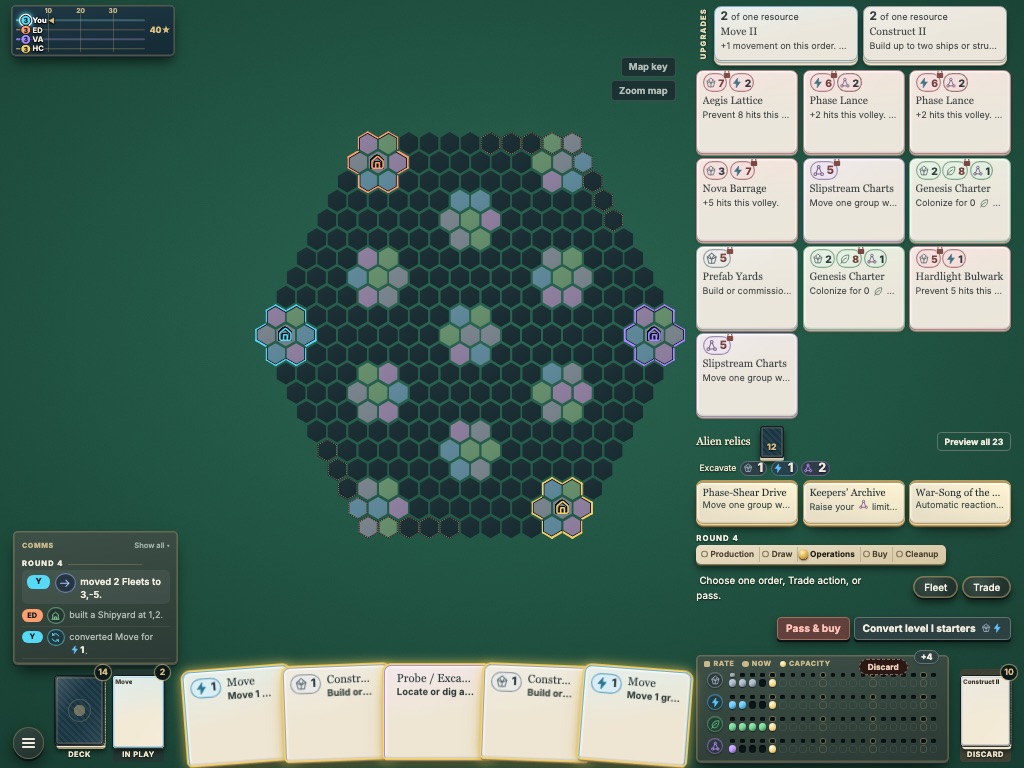 10 20 30
3 You
3 ED
3 VA
3 HC
40★
Map key
Zoom map
UPGRADES
2 of one resource
Move II
+1 movement on this order. ...
2 of one resource
Construct II
Build up to two ships or stru...
7 2
Aegis Lattice
Prevent 8 hits this ...
6 2
Phase Lance
+2 hits this volley. ...
6 2
Phase Lance
+2 hits this volley. ...
3 7
Nova Barrage
+5 hits this volley.
5
Slipstream Charts
Move one group w...
2 8 1
Genesis Charter
Colonize for 0 ...
5
Prefab Yards
Build or commissio...
2 8 1
Genesis Charter
Colonize for 0 ...
5 1
Hardlight Bulwark
Prevent 5 hits this ...
5
Slipstream Charts
Move one group w...
Alien relics
12
Preview all 23
Excavate 1 1 2
Phase-Shear Drive
Move one group w...
Keepers' Archive
Raise your limit...
War-Song of the ...
Automatic reaction...
ROUND 4
Production
Draw
Operations
Buy
Cleanup
Choose one order, Trade action, or
pass.
Fleet
Trade
Pass & buy
Convert level I starters
COMMS
Show all
ROUND 4
Y → moved 2 Fleets to
3,-5.
ED built a Shipyard at 1,2.
Y converted Move for
1.
14
DECK
2
Move
IN PLAY
1 Move
Move 1 ...
1 Constr...
Build or...
Probe / Exca...
Locate or dig a...
1 Constr...
Build or...
1 Move
Move 1 gr...
RATE NOW CAPACITY
Discard
+4
10
Construct II
DISCARD